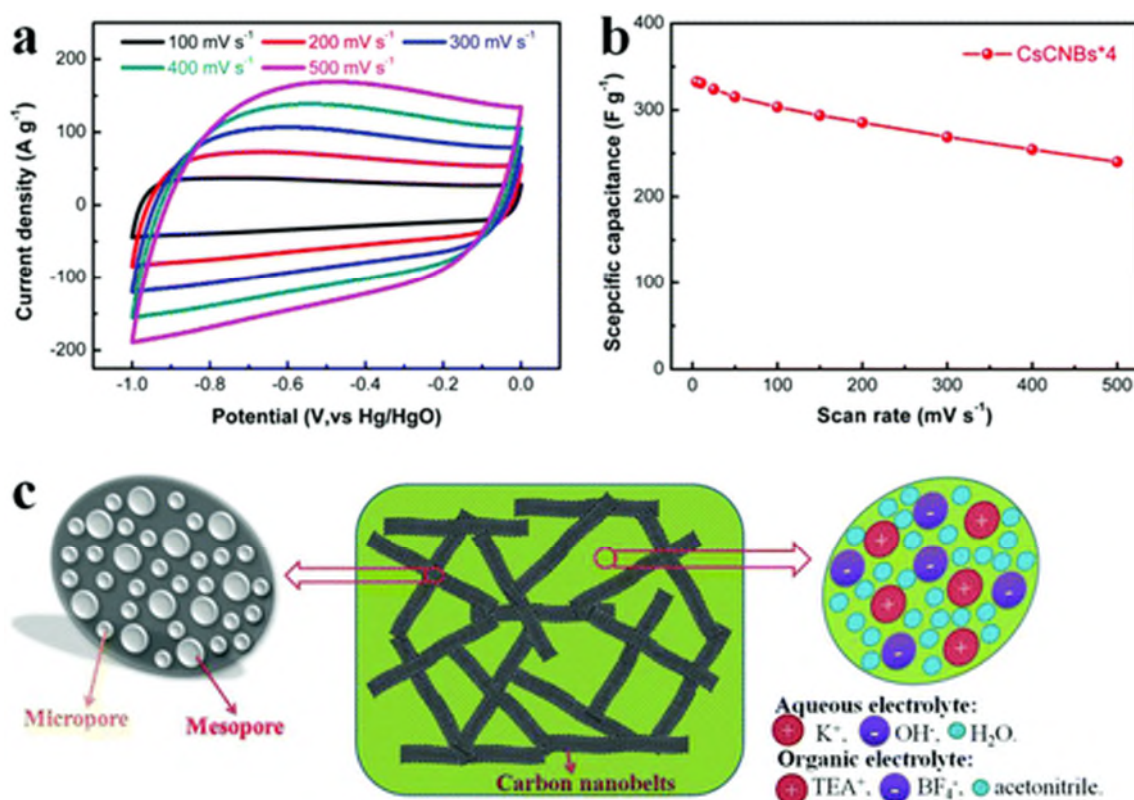 a
100 mV s⁻¹ 200 mV s⁻¹ 300 mV s⁻¹
400 mV s⁻¹ 500 mV s⁻¹
200
100
0
-100
-200
Current density (A g⁻¹)
-1.0 -0.8 -0.6 -0.4 -0.2 0.0
Potential (V,vs Hg/HgO)
b
CsCNBs*4
400
300
200
100
0
Scepcific capacitance (F g⁻¹)
0 100 200 300 400 500
Scan rate (mV s⁻¹)
c
Micropore
Mesopore
Carbon nanobelts
+ + + + +
- - - - -
Aqueous electrolyte:
+ K⁺, - OH⁻, H₂O.
Organic electrolyte:
+ TEA⁺, - BF₄⁻, acetonitrile.